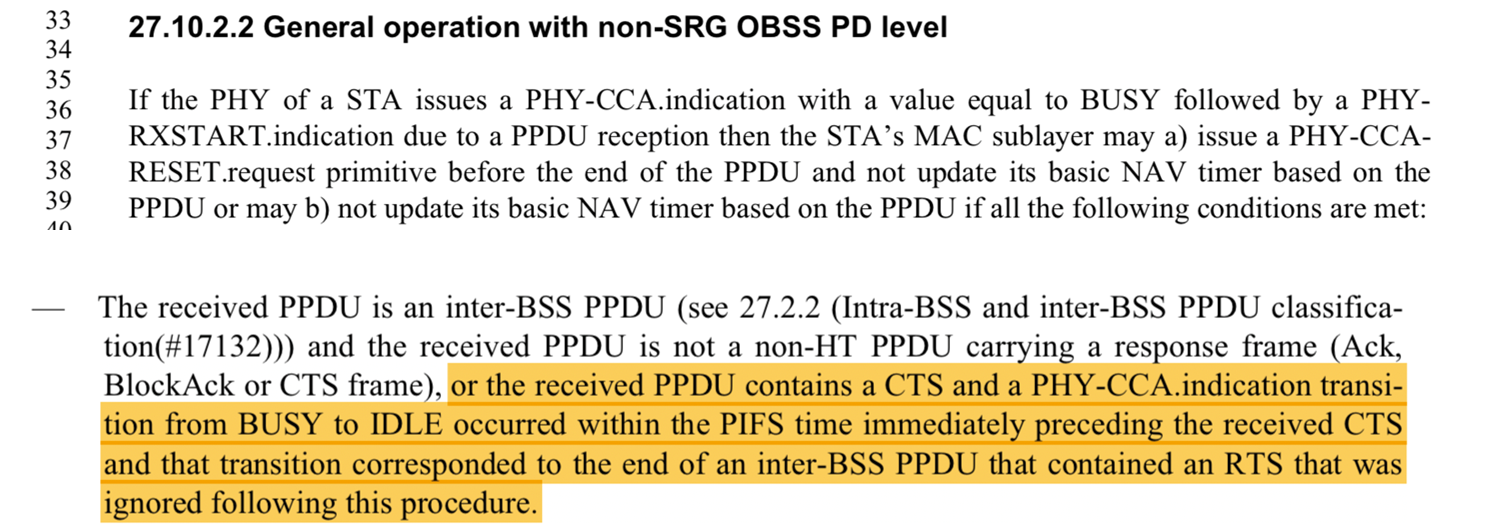 33 27.10.2.2 General operation with non-SRG OBSS PD level
34
35
36 If the PHY of a STA issues a PHY-CCA.indication with a value equal to BUSY followed by a PHY-
37 RXSTART.indication due to a PPDU reception then the STA’s MAC sublayer may a) issue a PHY-CCA-
38 RESET.request primitive before the end of the PPDU and not update its basic NAV timer based on the
39 PPDU or may b) not update its basic NAV timer based on the PPDU if all the following conditions are met:
40
— The received PPDU is an inter-BSS PPDU (see 27.2.2 (Intra-BSS and inter-BSS PPDU classifica-
tion(#17132))) and the received PPDU is not a non-HT PPDU carrying a response frame (Ack,
BlockAck or CTS frame), or the received PPDU contains a CTS and a PHY-CCA.indication transi-
tion from BUSY to IDLE occurred within the PIFS time immediately preceding the received CTS
and that transition corresponded to the end of an inter-BSS PPDU that contained an RTS that was
ignored following this procedure.